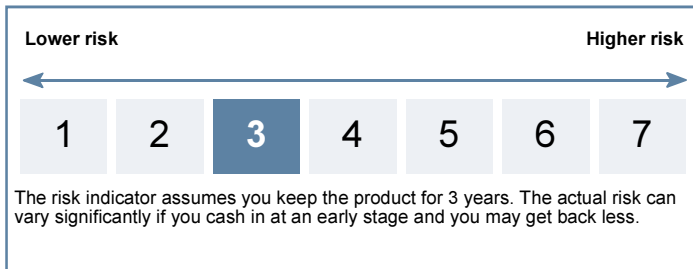 Lower risk Higher risk
1 2 3 4 5 6 7
The risk indicator assumes you keep the product for 3 years. The actual risk can
vary significantly if you cash in at an early stage and you may get back less.